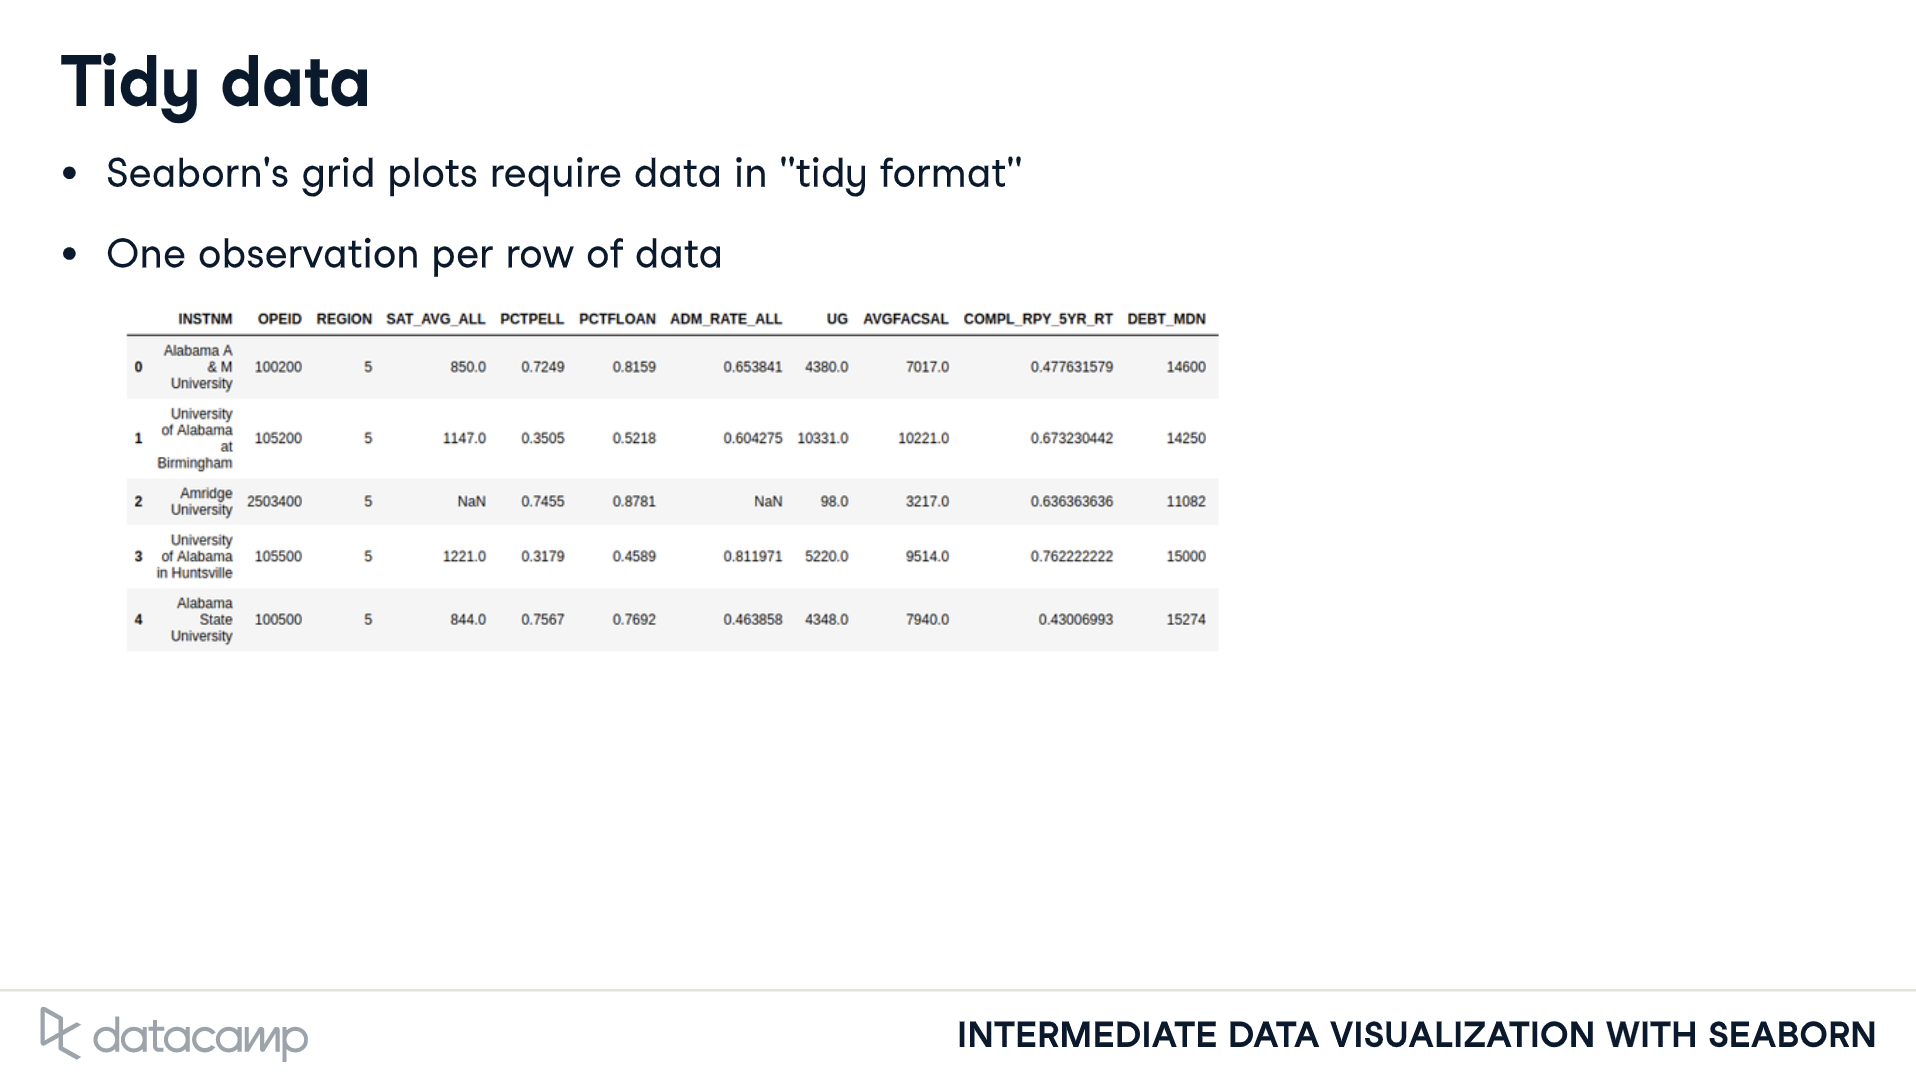 Tidy data
• Seaborn's grid plots require data in "tidy format"
• One observation per row of data
INSTNM OPEID REGION SAT_AVG_ALL PCTPELL PCTFLOAN ADM_RATE_ALL UG AVGFACSAL COMPL_RPY_5YR_RT DEBT_MDN
Alabama A
0 & M 100200 5 850.0 0.7249 0.8159 0.653841 4380.0 7017.0 0.477631579 14600
University
University
of Alabama
1 at 105200 5 1147.0 0.3505 0.5218 0.604275 10331.0 10221.0 0.673230442 14250
Birmingham
Amridge
2 University 2503400 5 NaN 0.7455 0.8781 NaN 98.0 3217.0 0.636363636 11082
University
3 of Alabama 105500 5 1221.0 0.3179 0.4589 0.811971 5220.0 9514.0 0.762222222 15000
in Huntsville
Alabama
4 State 100500 5 844.0 0.7567 0.7692 0.463858 4348.0 7940.0 0.43006993 15274
University
datacamp
INTERMEDIATE DATA VISUALIZATION WITH SEABORN